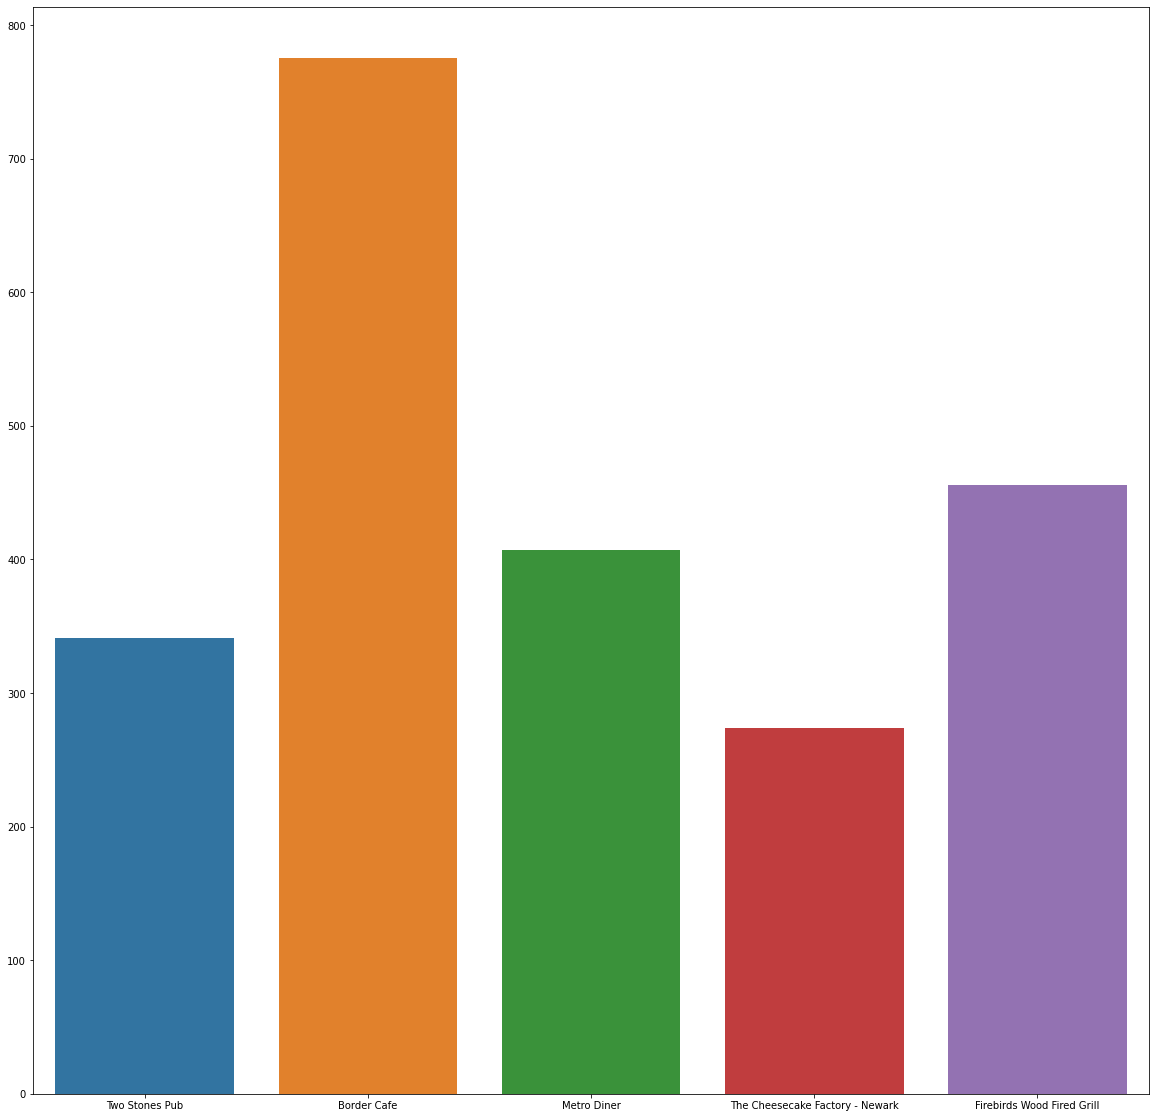 800
700
600
500
400
300
200
100
0
Two Stones Pub
Border Cafe
Metro Diner
The Cheesecake Factory - Newark
Firebirds Wood Fired Grill